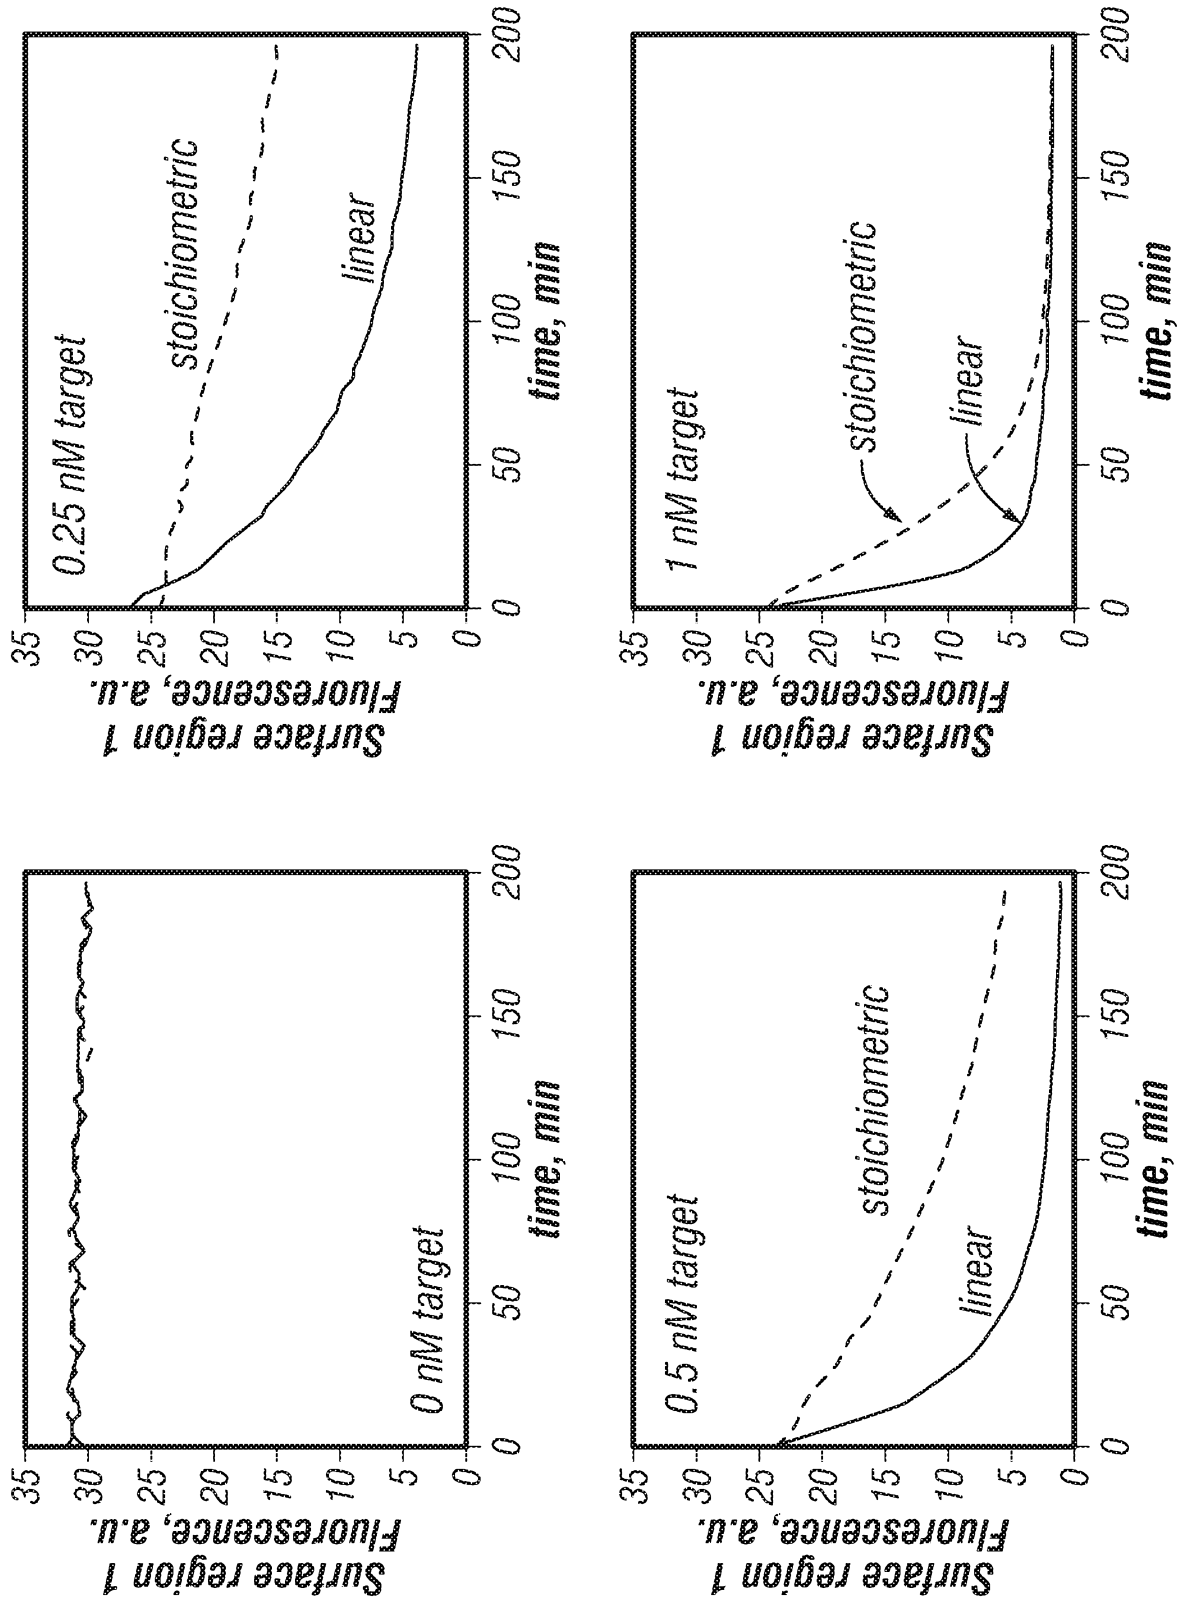 Surface region 1
Fluorescence, a.u.
35
30
25
20
15
10
5
0
0 nM target
0
50
100
150
200
time, min
Surface region 1
Fluorescence, a.u.
35
30
25
20
15
10
5
0
0.25 nM target
stoichiometric
linear
0
50
100
150
200
time, min
Surface region 1
Fluorescence, a.u.
35
30
25
20
15
10
5
0
0.5 nM target
stoichiometric
linear
0
50
100
150
200
time, min
Surface region 1
Fluorescence, a.u.
35
30
25
20
15
10
5
0
1 nM target
stoichiometric
linear
0
50
100
150
200
time, min